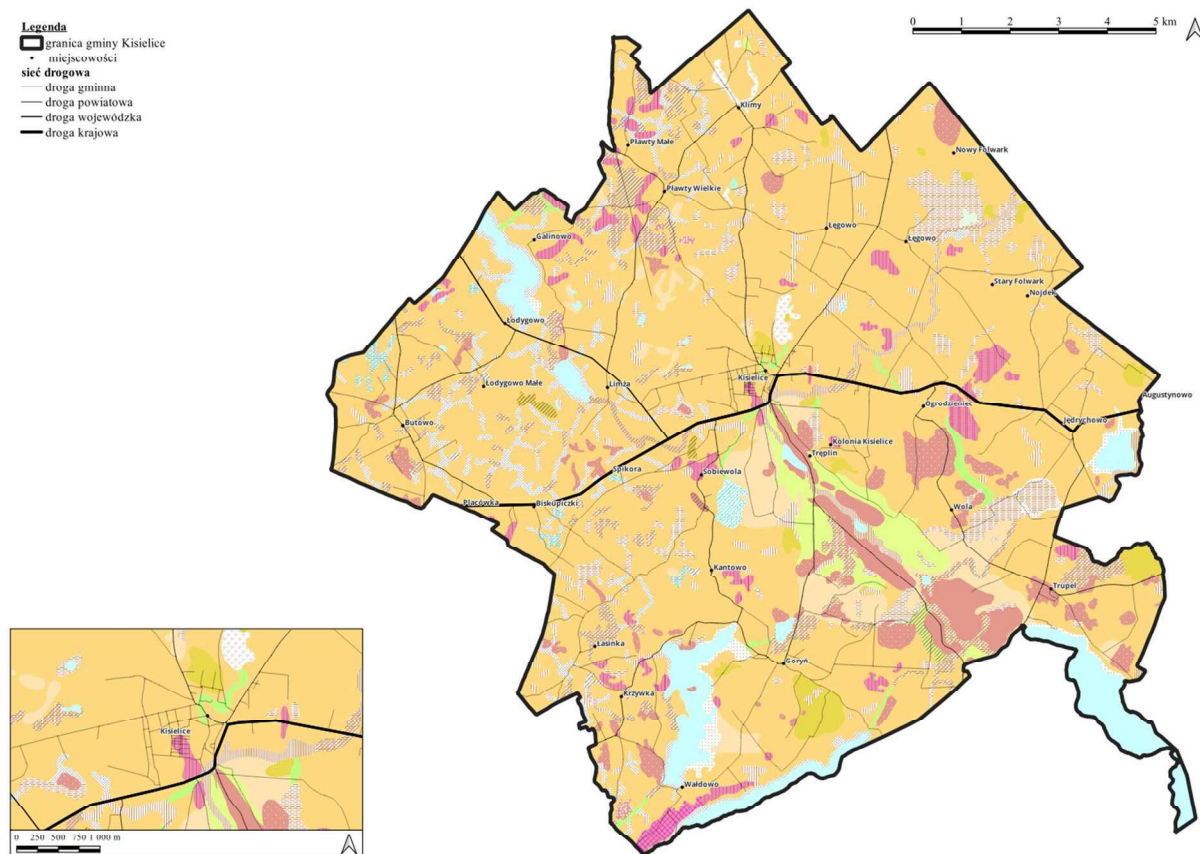 Legenda
granica gminy Kisielice
miejscowości
sieć drogowa
droga gminna
droga powiatowa
droga wojewódzka
droga krajowa
0 1 2 3 4 5 km
Klimy
Pławty Małe
Nowy Folwark
Pławty Wielkie
Łęgowo
Galinowo
Łęgowo
Stary Folwark
Nojdek
Łodygowo
Kisielice
Łodygowo Małe
Limża
Augustynowo
Ogrodzieniec
Butowo
Jędrychowo
Kolonia Kisielice
Tręplin
Spikora
Sobiewola
Placówka
Biskupiczki
Wola
Kantowo
Trupel
Łasinka
Goryń
Krzywka
Wałdowo
Kisielice
0 250 500 750 1 000 m